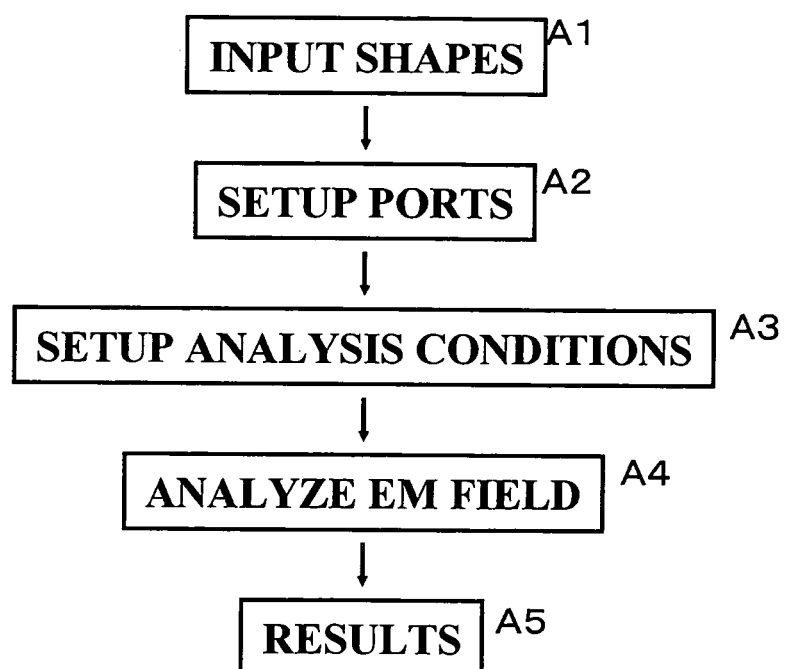 INPUT SHAPES A1
SETUP PORTS A2
SETUP ANALYSIS CONDITIONS A3
ANALYZE EM FIELD A4
RESULTS A5